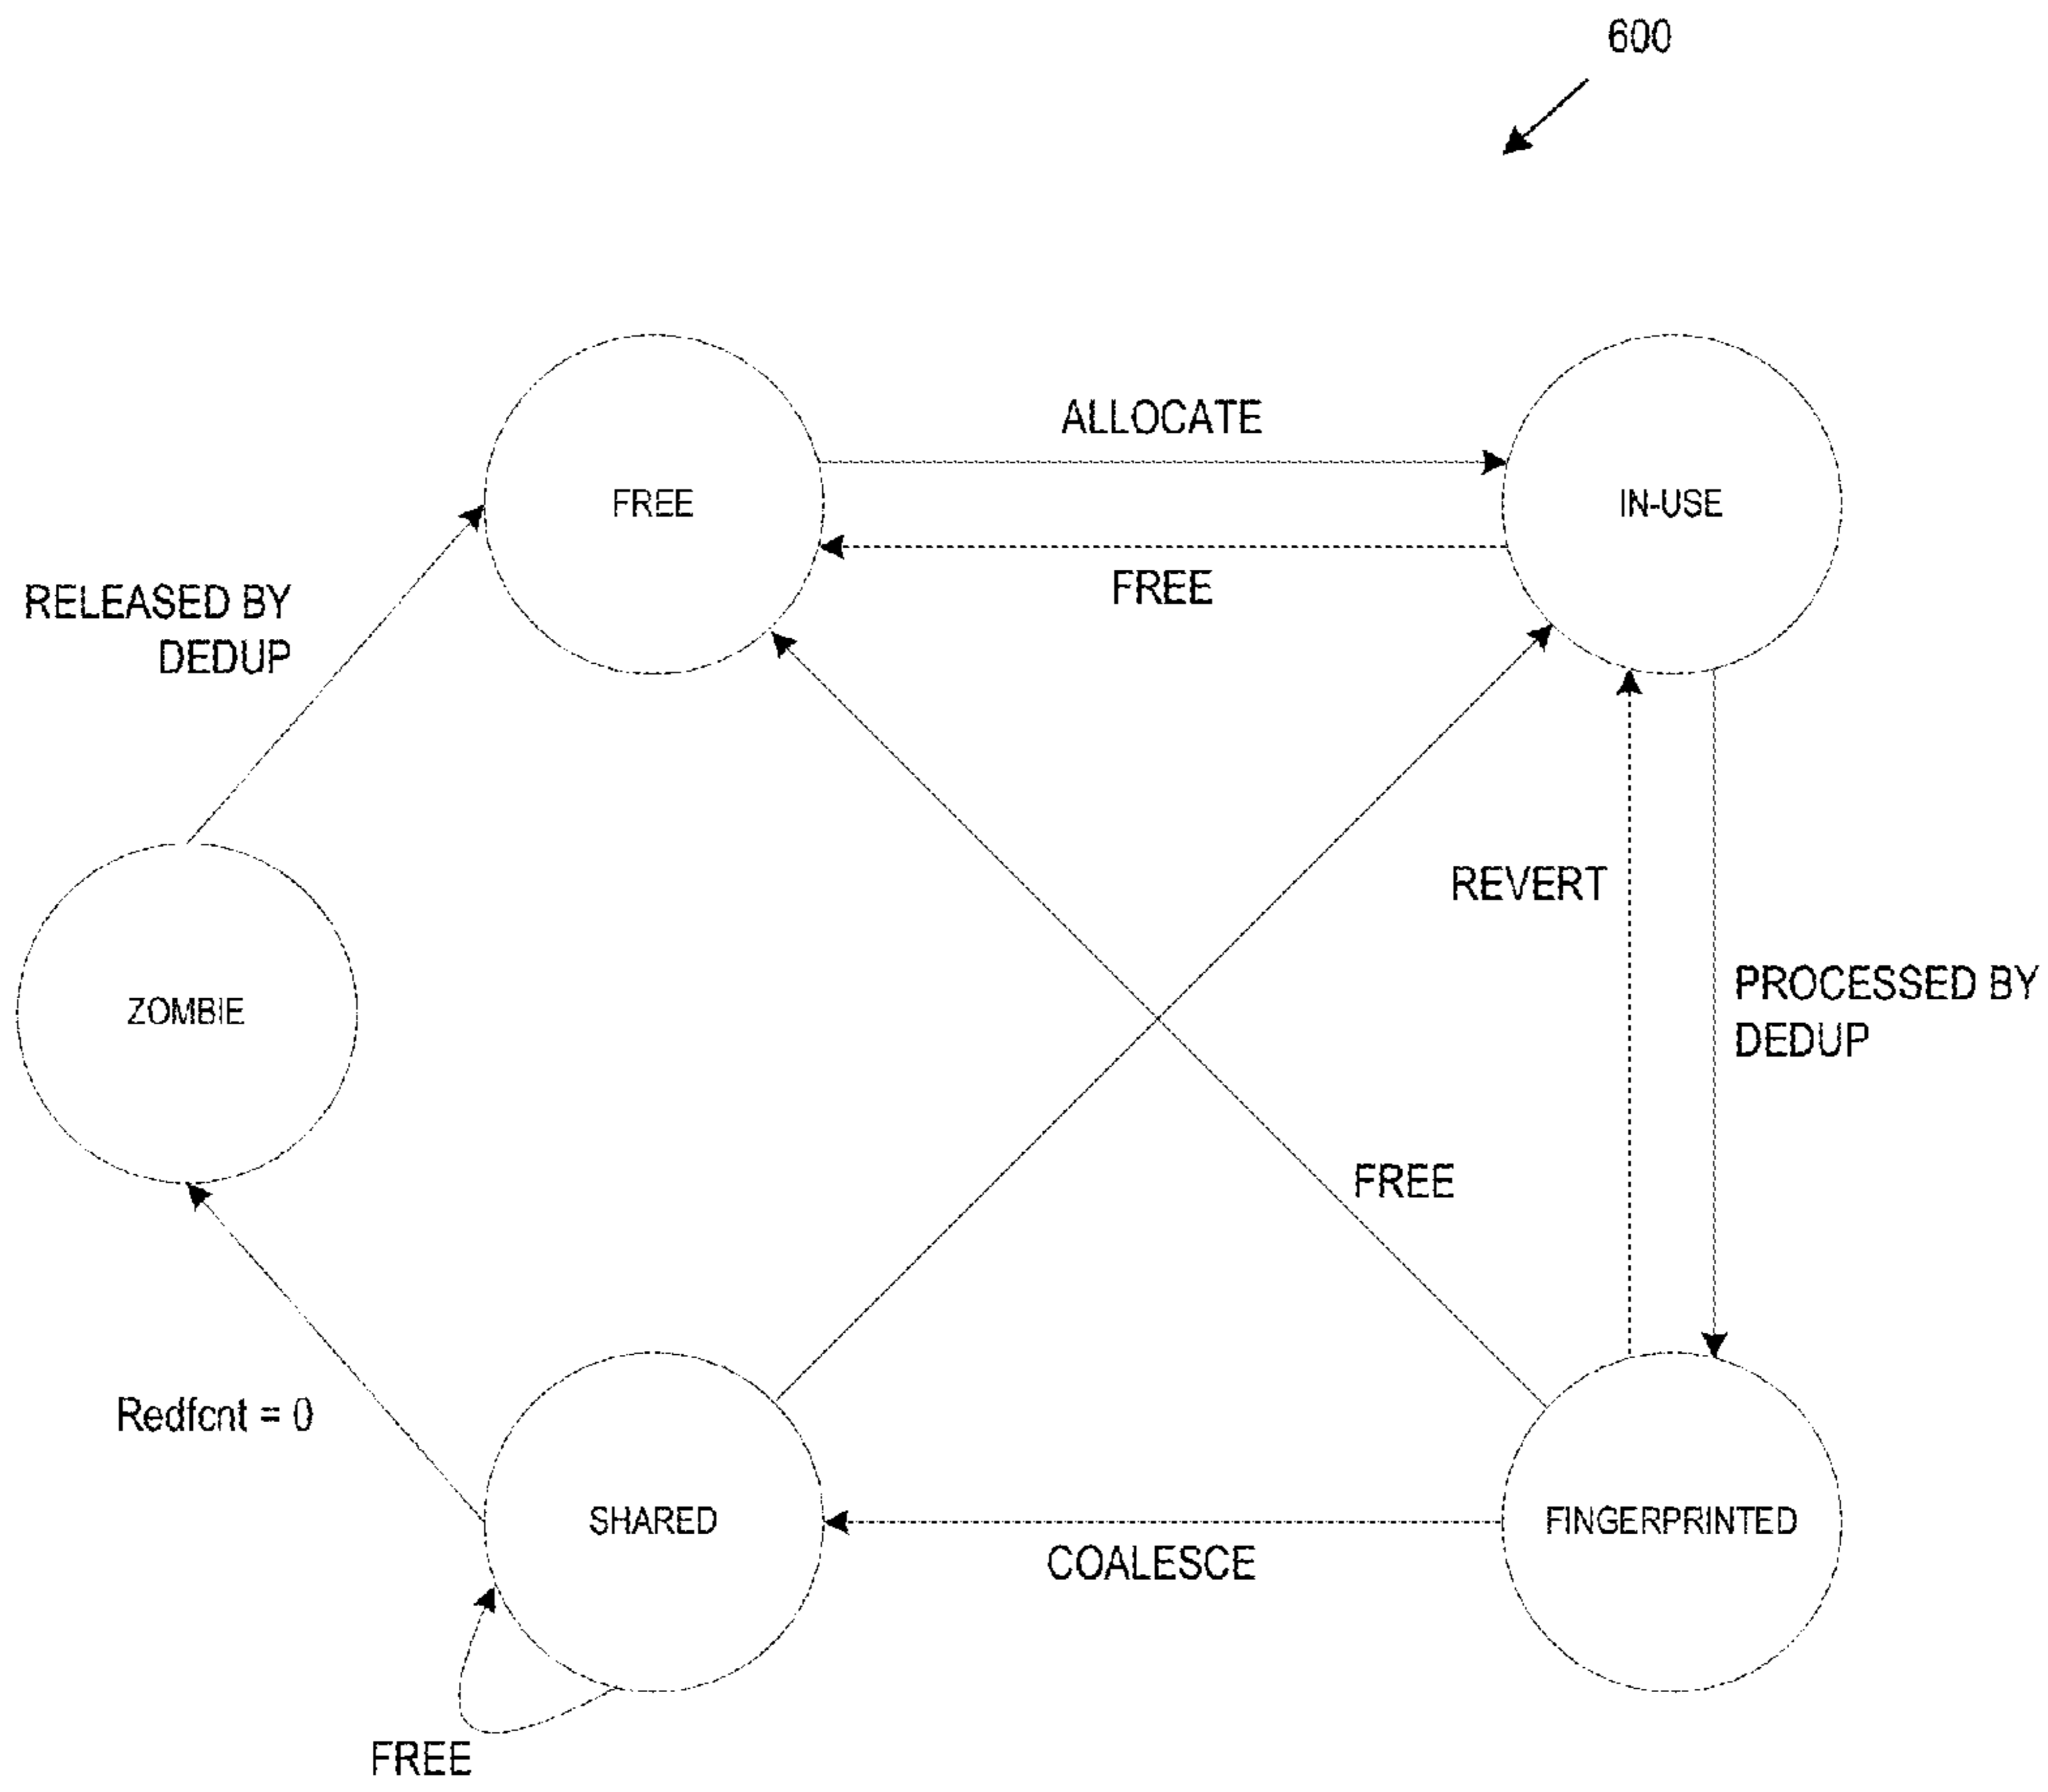 600
ALLOCATE
FREE
IN-USE
FREE
RELEASED BY
DEDUP
REVERT
PROCESSED BY
DEDUP
ZOMBIE
FREE
Redfcnt = 0
SHARED
FINGERPRINTED
COALESCE
FREE